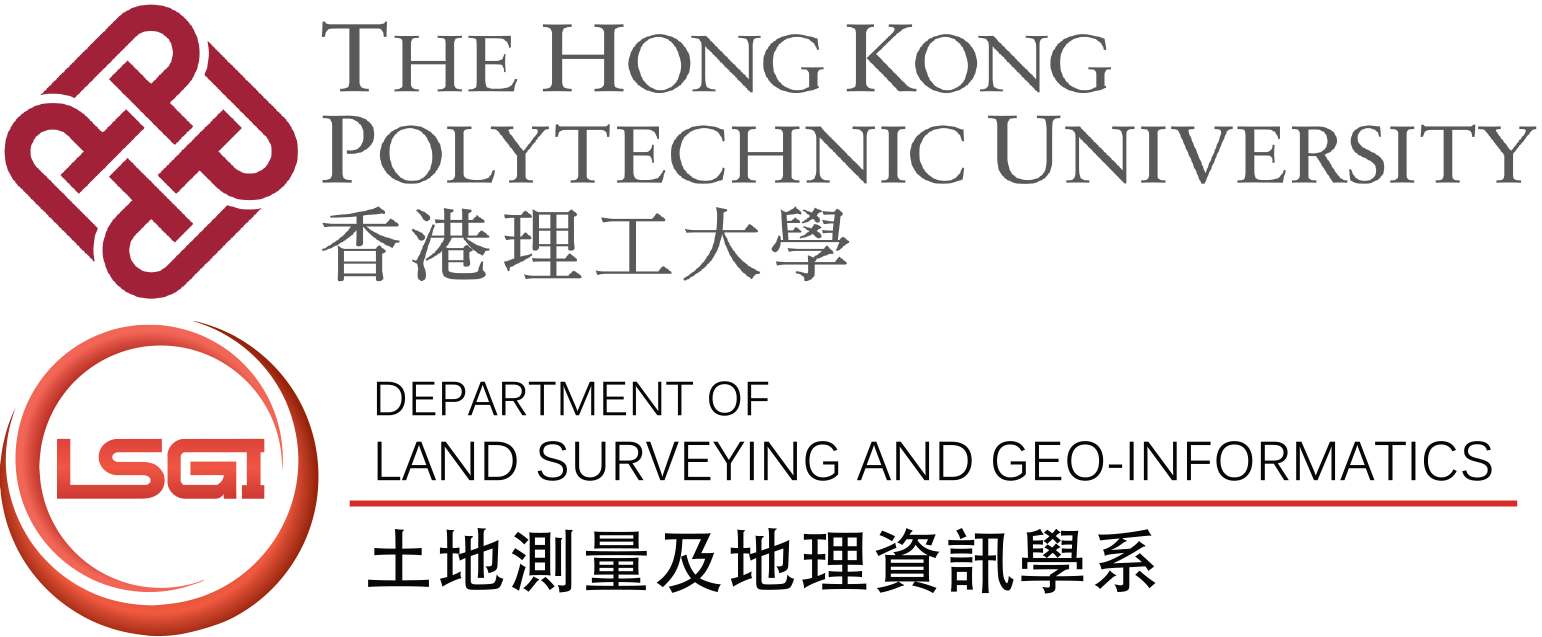 THE HONG KONG
POLYTECHNIC UNIVERSITY
香港理工大學
LSGI
DEPARTMENT OF
LAND SURVEYING AND GEO-INFORMATICS
土地測量及地理資訊學系